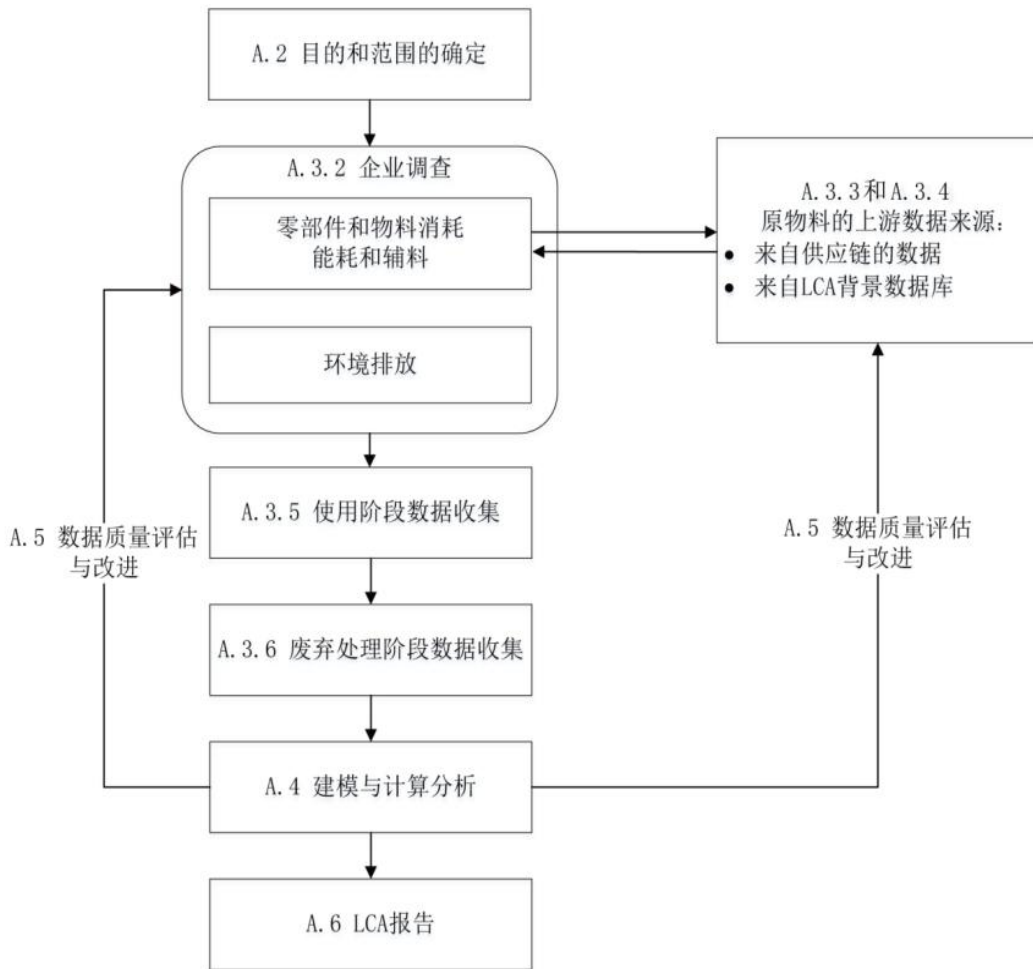 A.2 目的和范围的确定
A.3.2 企业调查
零部件和物料消耗
能耗和辅料
环境排放
A.3.3和A.3.4
原物料的上游数据来源：
● 来自供应链的数据
● 来自LCA背景数据库
A.3.5 使用阶段数据收集
A.5 数据质量评估
与改进
A.5 数据质量评估
与改进
A.3.6 废弃处理阶段数据收集
A.4 建模与计算分析
A.6 LCA报告